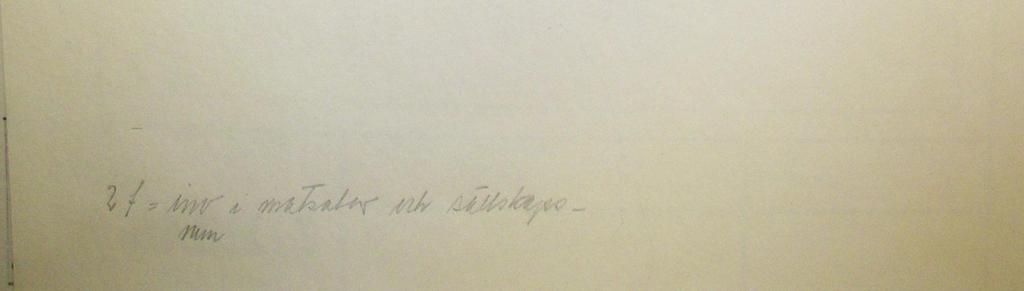 2 f = inv i matsalar och sällskaps-
rum